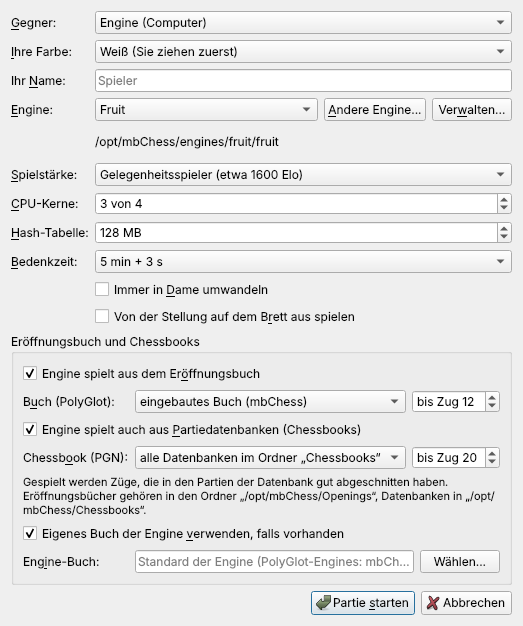 Gegner: Engine (Computer)
Ihre Farbe: Weiß (Sie ziehen zuerst)
Ihr Name: Spieler
Engine: Fruit Andere Engine... Verwalten...
/opt/mbChess/engines/fruit/fruit
Spielstärke: Gelegenheitsspieler (etwa 1600 Elo)
CPU-Kerne: 3 von 4
Hash-Tabelle: 128 MB
Bedenkzeit: 5 min + 3 s
Immer in Dame umwandeln
Von der Stellung auf dem Brett aus spielen
Eröffnungsbuch und Chessbooks
Engine spielt aus dem Eröffnungsbuch
Buch (PolyGlot): eingebautes Buch (mbChess) bis Zug 12
Engine spielt auch aus Partiedatenbanken (Chessbooks)
Chessbook (PGN): alle Datenbanken im Ordner „Chessbooks“ bis Zug 20
Gespielt werden Züge, die in den Partien der Datenbank gut abgeschnitten haben.
Eröffnungsbücher gehören in den Ordner „/opt/mbChess/Openings“, Datenbanken in „/opt/
mbChess/Chessbooks“.
Eigenes Buch der Engine verwenden, falls vorhanden
Engine-Buch: Standard der Engine (PolyGlot-Engines: mbCh... Wählen...
Partie starten Abbrechen